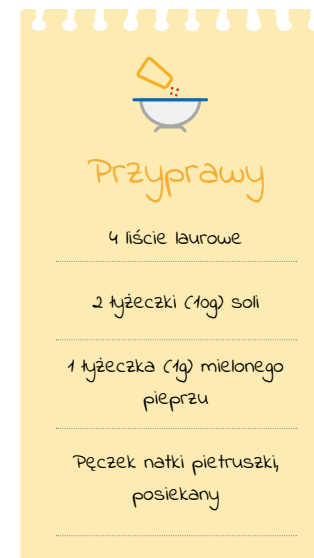 Przyprawy
4 liście laurowe
2 łyżeczki (10g) soli
1 łyżeczka (1g) mielonego
pieprzu
Pęczek natki pietruszki,
posiekany